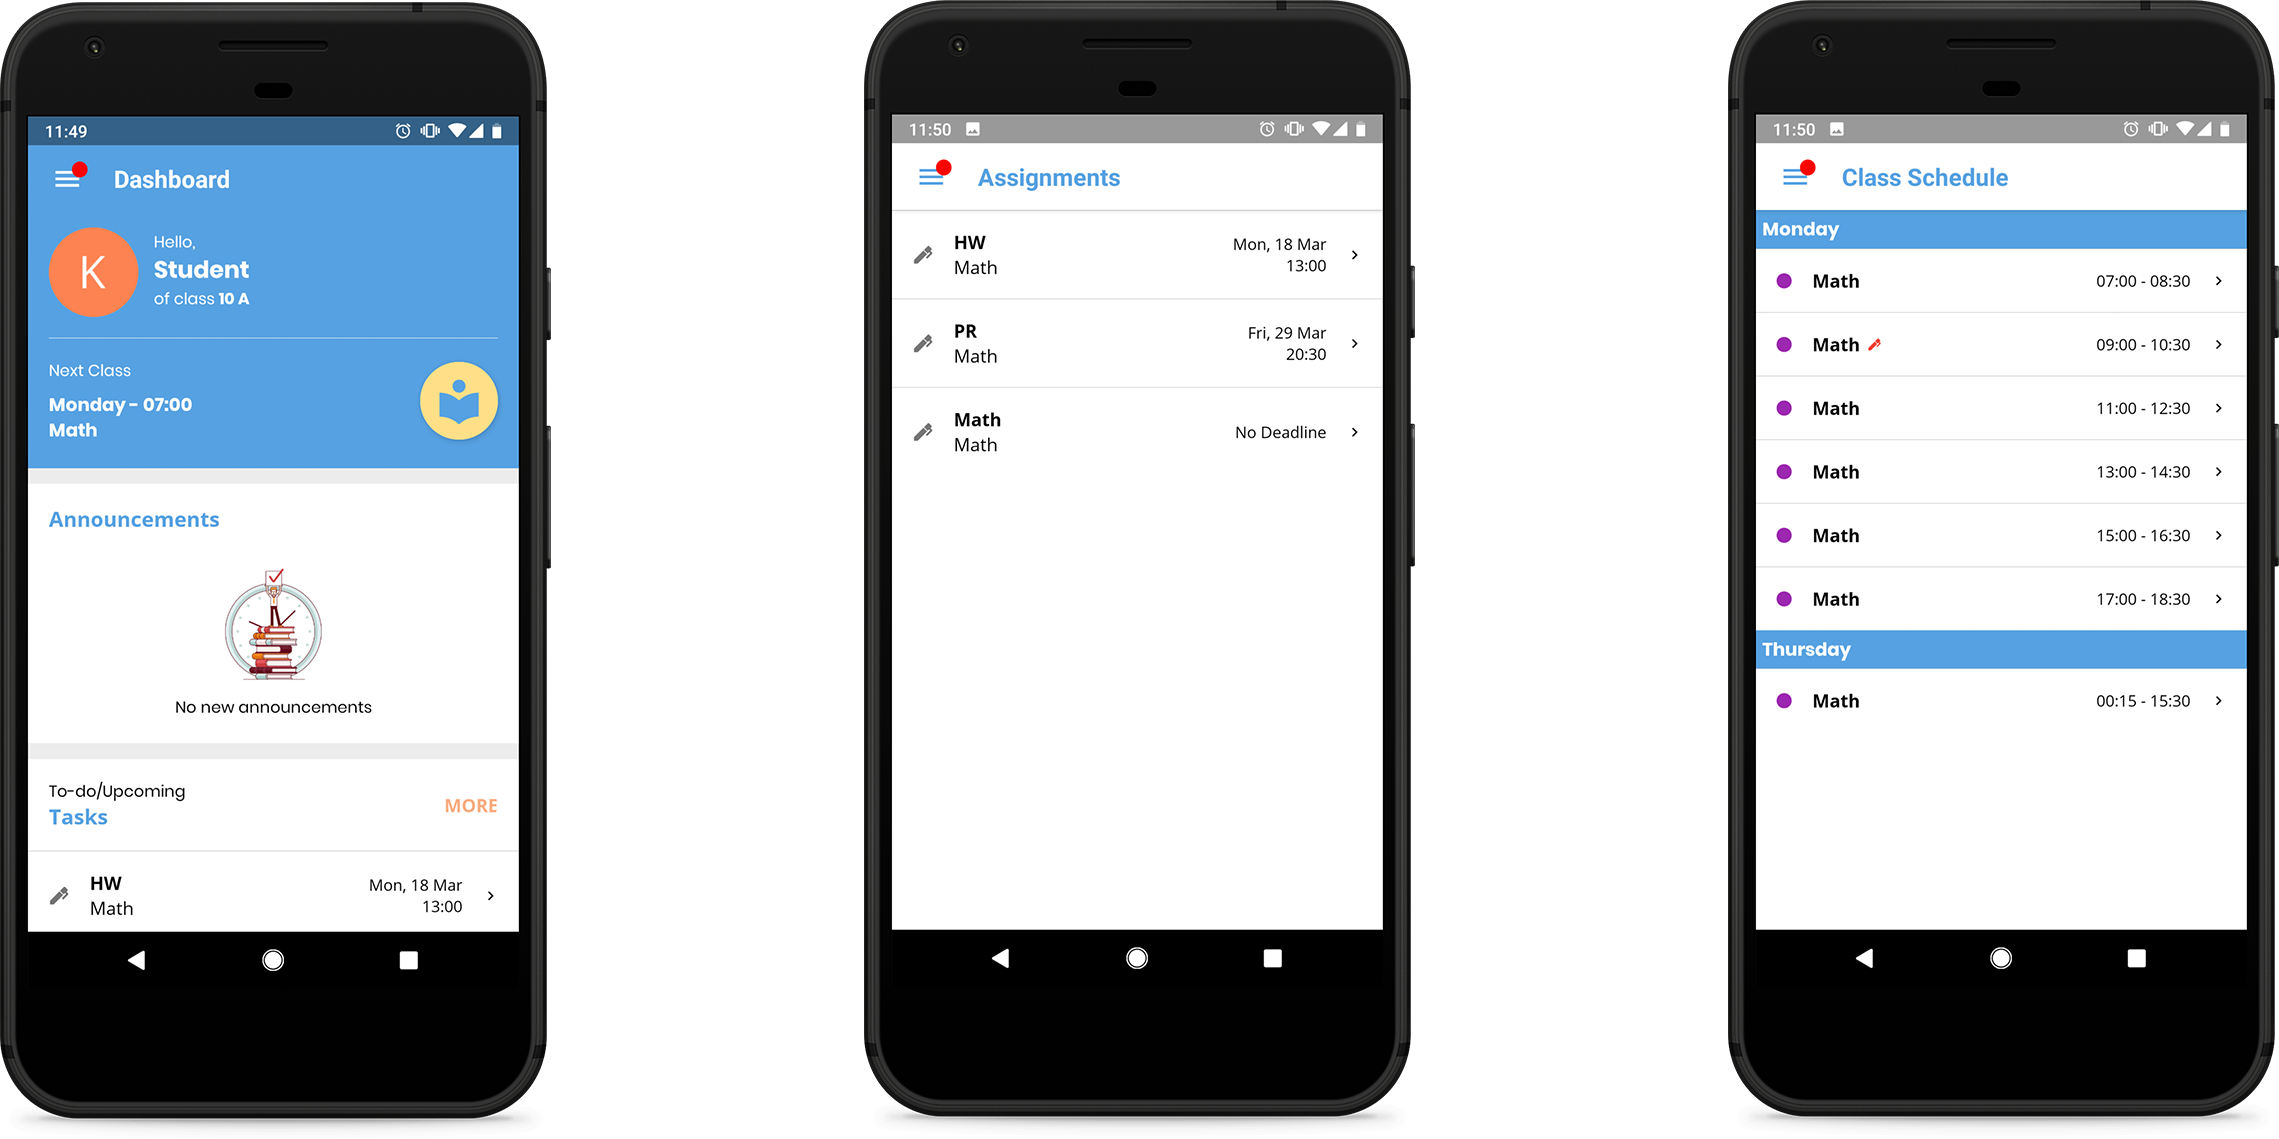 11:49
Dashboard
K
Hello,
Student
of class 10 A
Next Class
Monday - 07:00
Math
Announcements
No new announcements
To-do/Upcoming
Tasks
MORE
HW
Math
Mon, 18 Mar
13:00
11:50
Assignments
HW
Math
Mon, 18 Mar
13:00
PR
Math
Fri, 29 Mar
20:30
Math
Math
No Deadline
11:50
Class Schedule
Monday
Math 07:00 - 08:30
Math 09:00 - 10:30
Math 11:00 - 12:30
Math 13:00 - 14:30
Math 15:00 - 16:30
Math 17:00 - 18:30
Thursday
Math 00:15 - 15:30